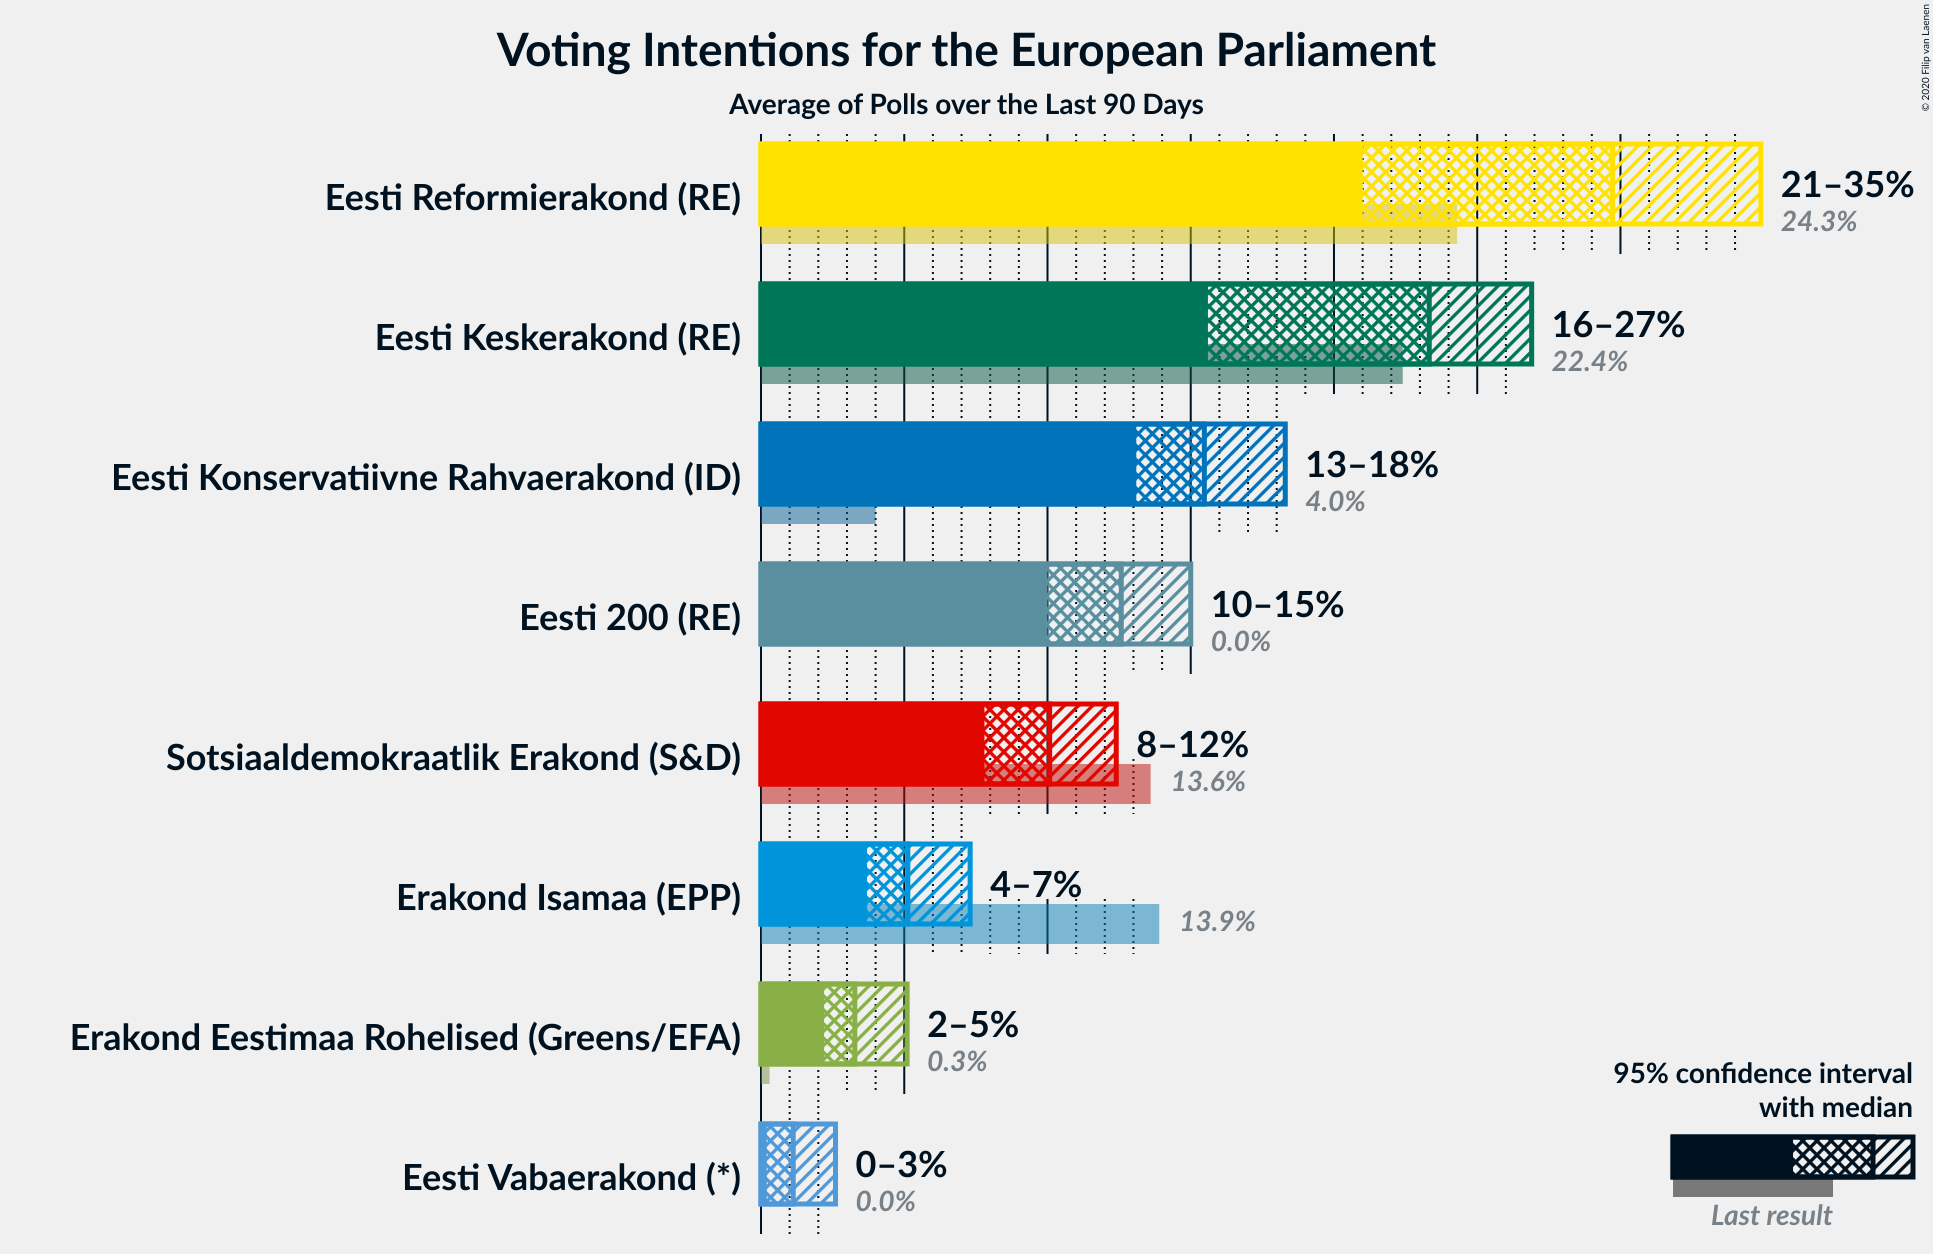 Voting Intentions for the European Parliament
Average of Polls over the Last 90 Days
© 2020 Filip van Laenen
Eesti Reformierakond (RE)
21–35%
24.3%
Eesti Keskerakond (RE)
16–27%
22.4%
Eesti Konservatiivne Rahvaerakond (ID)
13–18%
4.0%
Eesti 200 (RE)
10–15%
0.0%
Sotsiaaldemokraatlik Erakond (S&D)
8–12%
13.6%
Erakond Isamaa (EPP)
4–7%
13.9%
Erakond Eestimaa Rohelised (Greens/EFA)
2–5%
0.3%
Eesti Vabaerakond (*)
0–3%
0.0%
95% confidence interval
with median
Last result